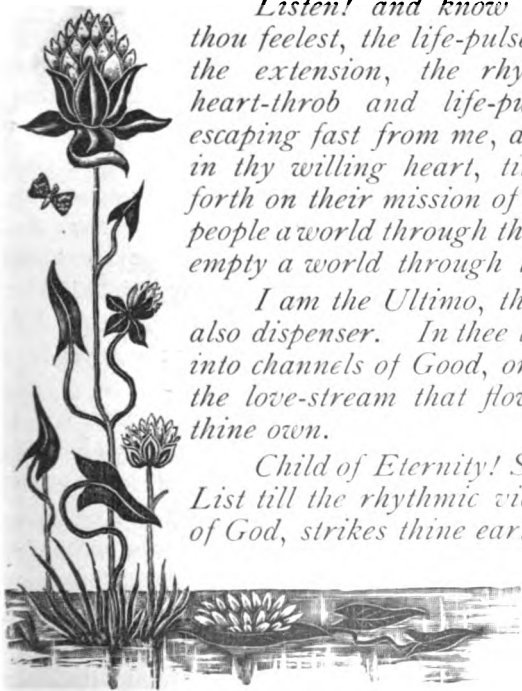 Listen! and know
thou feelest, the life-pulse
the extension, the rhy
heart-throb and life-pu
escaping fast from me, a
in thy willing heart, ti
forth on their mission of
people a world through th
empty a world through
I am the Ultimo, th
also dispenser. In thee
into channels of Good, or
the love-stream that flow
thine own.
Child of Eternity! S
List till the rhythmic vi
of God, strikes thine ear